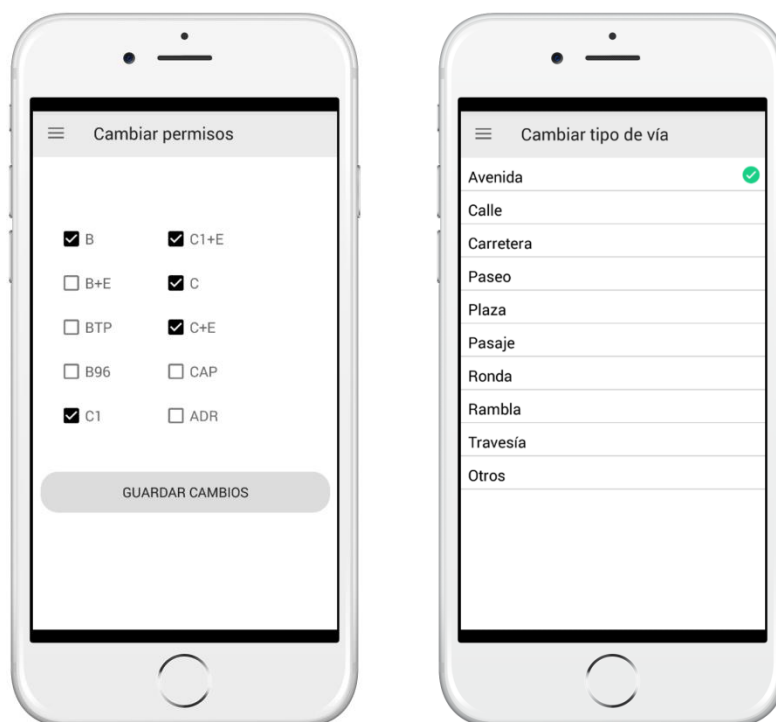 Cambiar permisos
B C1+E
B+E C
BTP C+E
B96 CAP
C1 ADR
GUARDAR CAMBIOS
Cambiar tipo de vía
Avenida
Calle
Carretera
Paseo
Plaza
Pasaje
Ronda
Rambla
Travesía
Otros